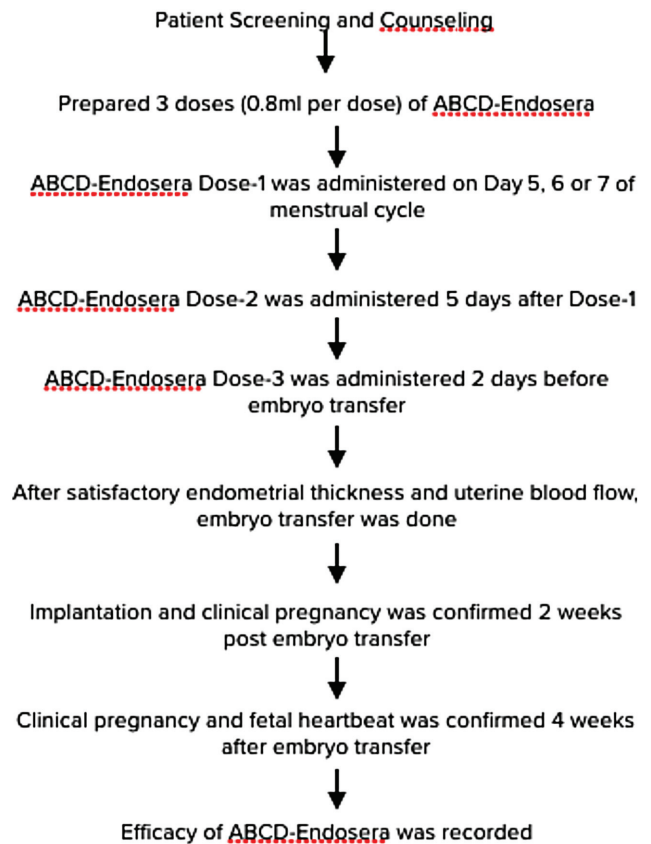 Patient Screening and Counseling
Prepared 3 doses (0.8ml per dose) of ABCD-Endosera
ABCD-Endosera Dose-1 was administered on Day 5, 6 or 7 of
menstrual cycle
ABCD-Endosera Dose-2 was administered 5 days after Dose-1
ABCD-Endosera Dose-3 was administered 2 days before
embryo transfer
After satisfactory endometrial thickness and uterine blood flow,
embryo transfer was done
Implantation and clinical pregnancy was confirmed 2 weeks
post embryo transfer
Clinical pregnancy and fetal heartbeat was confirmed 4 weeks
after embryo transfer
Efficacy of ABCD-Endosera was recorded